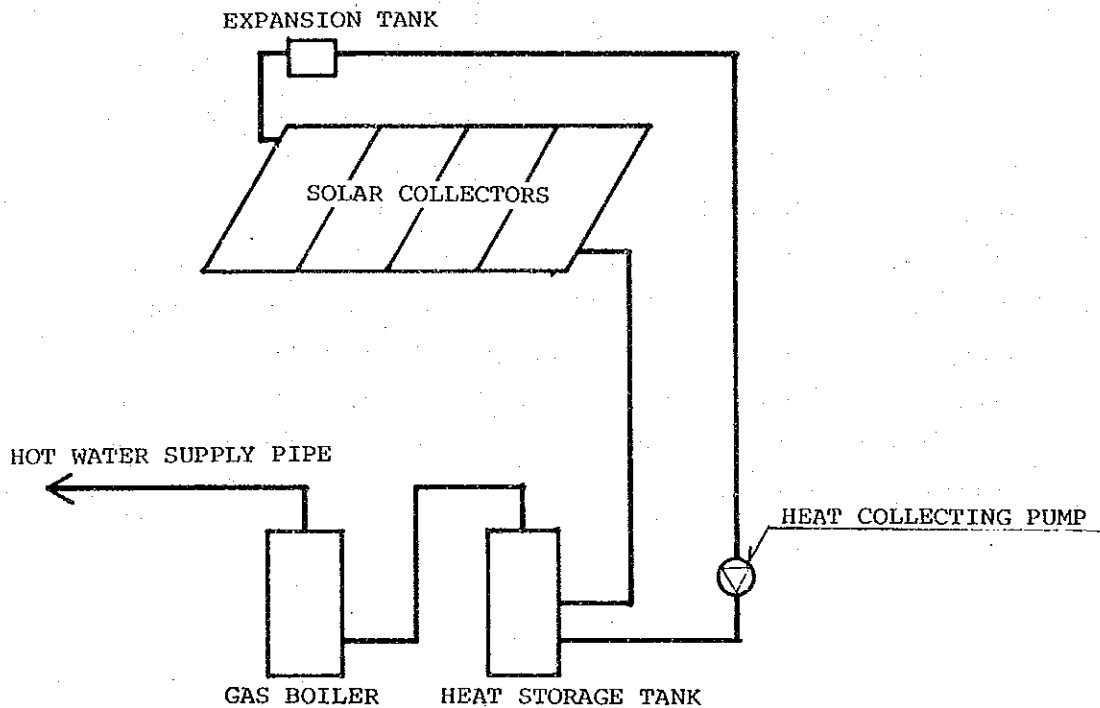 EXPANSION TANK
SOLAR COLLECTORS
HOT WATER SUPPLY PIPE
HEAT COLLECTING PUMP
GAS BOILER
HEAT STORAGE TANK